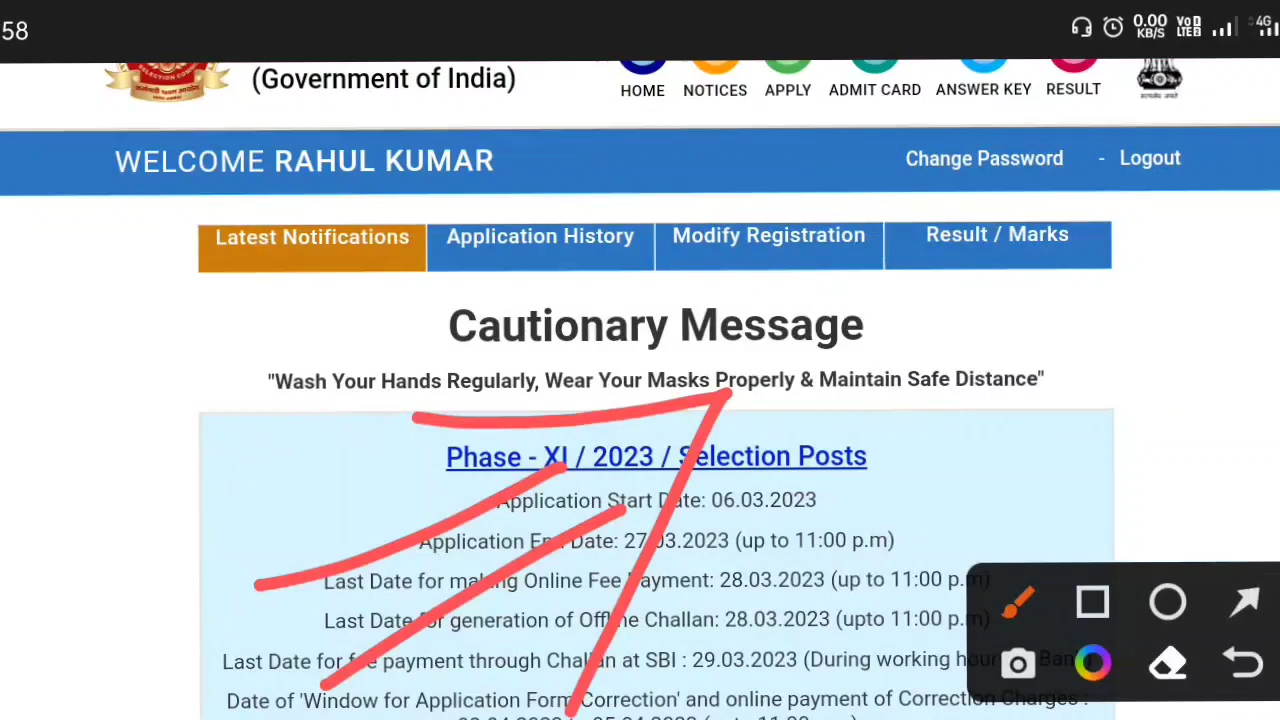 58
0.00
KB/S
Vo
LTE2
4G
SELECTION COMM
(Government of India)
HOME NOTICES APPLY ADMIT CARD ANSWER KEY RESULT
WELCOME RAHUL KUMAR
Change Password - Logout
Latest Notifications Application History Modify Registration Result / Marks
Cautionary Message
"Wash Your Hands Regularly, Wear Your Masks Properly & Maintain Safe Distance"
Phase - XI / 2023 / Selection Posts
Application Start Date: 06.03.2023
Application End Date: 27.03.2023 (up to 11:00 p.m)
Last Date for making Online Fee Payment: 28.03.2023 (up to 11:00 p.m)
Last Date for generation of Offline Challan: 28.03.2023 (upto 11:00 p.m)
Last Date for fee payment through Challan at SBI : 29.03.2023 (During working hours Bank
Date of 'Window for Application Form Correction' and online payment of Correction Charges :